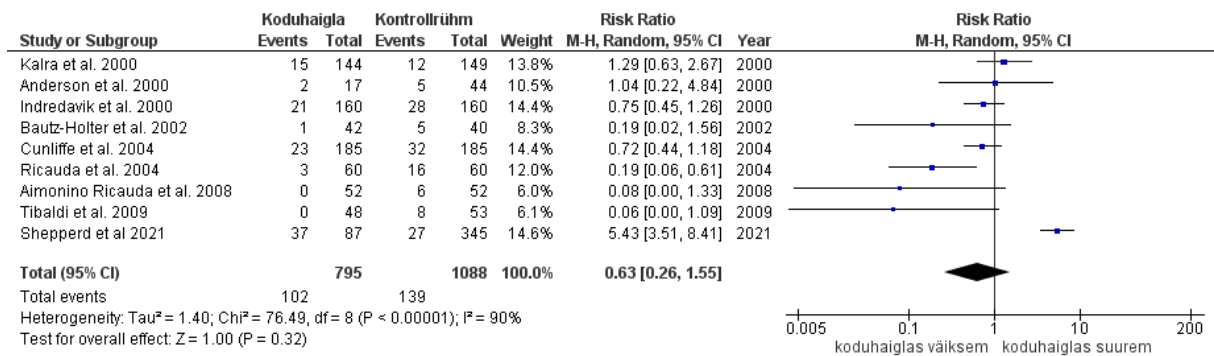 Koduhaigla Kontrollrühm Risk Ratio Risk Ratio
Study or Subgroup Events Total Events Total Weight M-H, Random, 95% CI Year M-H, Random, 95% CI
Kalra et al. 2000 15 144 12 149 13.8% 1.29 [0.63, 2.67] 2000
Anderson et al. 2000 2 17 5 44 10.5% 1.04 [0.22, 4.84] 2000
Indredavik et al. 2000 21 160 28 160 14.4% 0.75 [0.45, 1.26] 2000
Bautz-Holter et al. 2002 1 42 5 40 8.3% 0.19 [0.02, 1.56] 2002
Cunliffe et al. 2004 23 185 32 185 14.4% 0.72 [0.44, 1.18] 2004
Ricauda et al. 2004 3 60 16 60 12.0% 0.19 [0.06, 0.61] 2004
Aimonino Ricauda et al. 2008 0 52 6 52 6.0% 0.08 [0.00, 1.33] 2008
Tibaldi et al. 2009 0 48 8 53 6.1% 0.06 [0.00, 1.09] 2009
Shepperd et al 2021 37 87 27 345 14.6% 5.43 [3.51, 8.41] 2021
Total (95% CI) 795 1088 100.0% 0.63 [0.26, 1.55]
Total events 102 139
Heterogeneity: Tau² = 1.40; Chi² = 76.49, df = 8 (P < 0.00001); I² = 90%
Test for overall effect: Z = 1.00 (P = 0.32)
0.005 0.1 1 10 200
koduhaiglas väiksem koduhaiglas suurem